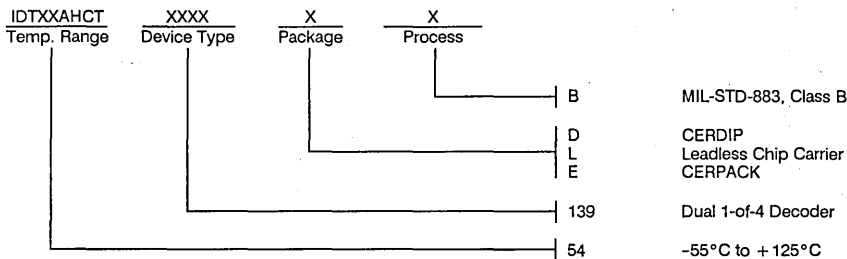 IDTXXAHCT XXXX X X
Temp. Range Device Type Package Process
B MIL-STD-883, Class B
D CERDIP
L Leadless Chip Carrier
E CERPACK
139 Dual 1-of-4 Decoder
54 –55°C to +125°C